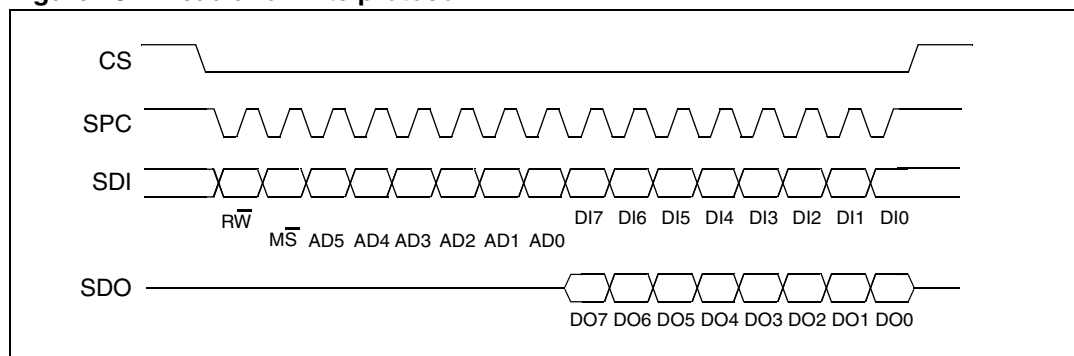 CS
SPC
SDI
RW̅
DI7 DI6 DI5 DI4 DI3 DI2 DI1 DI0
MS̅ AD5 AD4 AD3 AD2 AD1 AD0
SDO
DO7 DO6 DO5 DO4 DO3 DO2 DO1 DO0